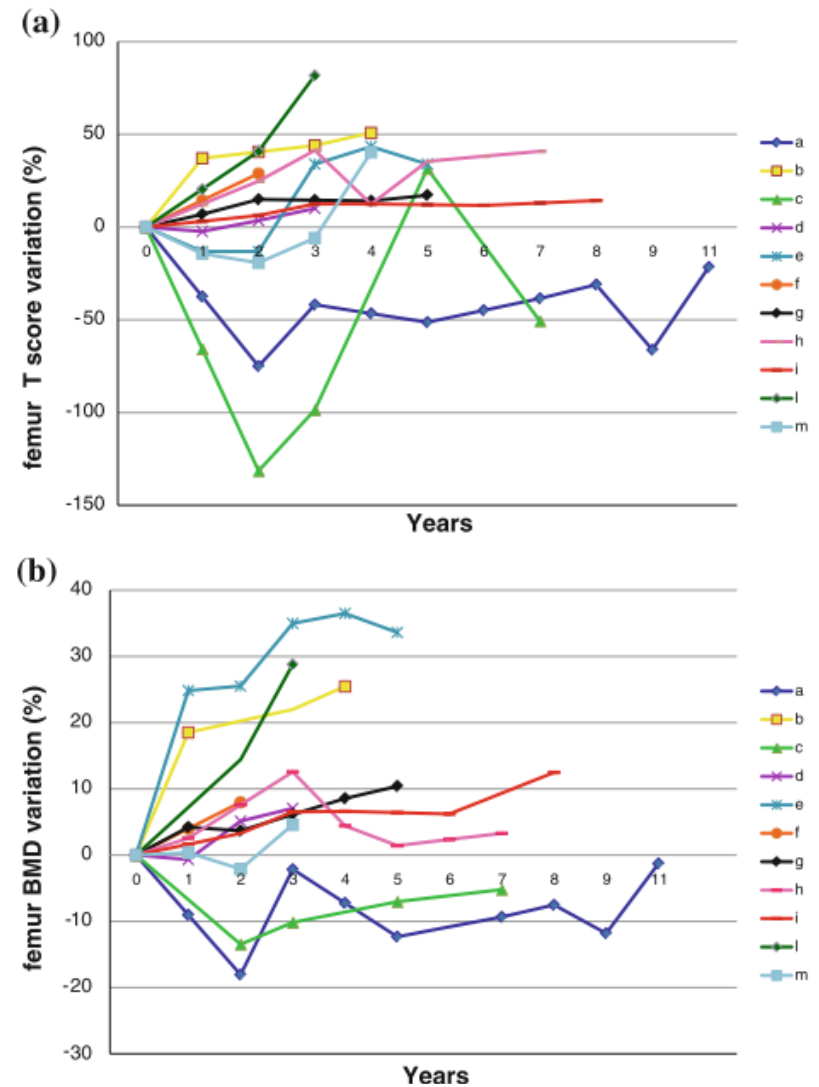 (a)
100
50
0
-50
-100
-150
femur T score variation (%)
0 1 2 3 4 5 6 7 8 9 11
Years
a
b
c
d
e
f
g
h
i
l
m
(b)
40
30
20
10
0
-10
-20
-30
femur BMD variation (%)
0 1 2 3 4 5 6 7 8 9 11
Years
a
b
c
d
e
f
g
h
i
l
m